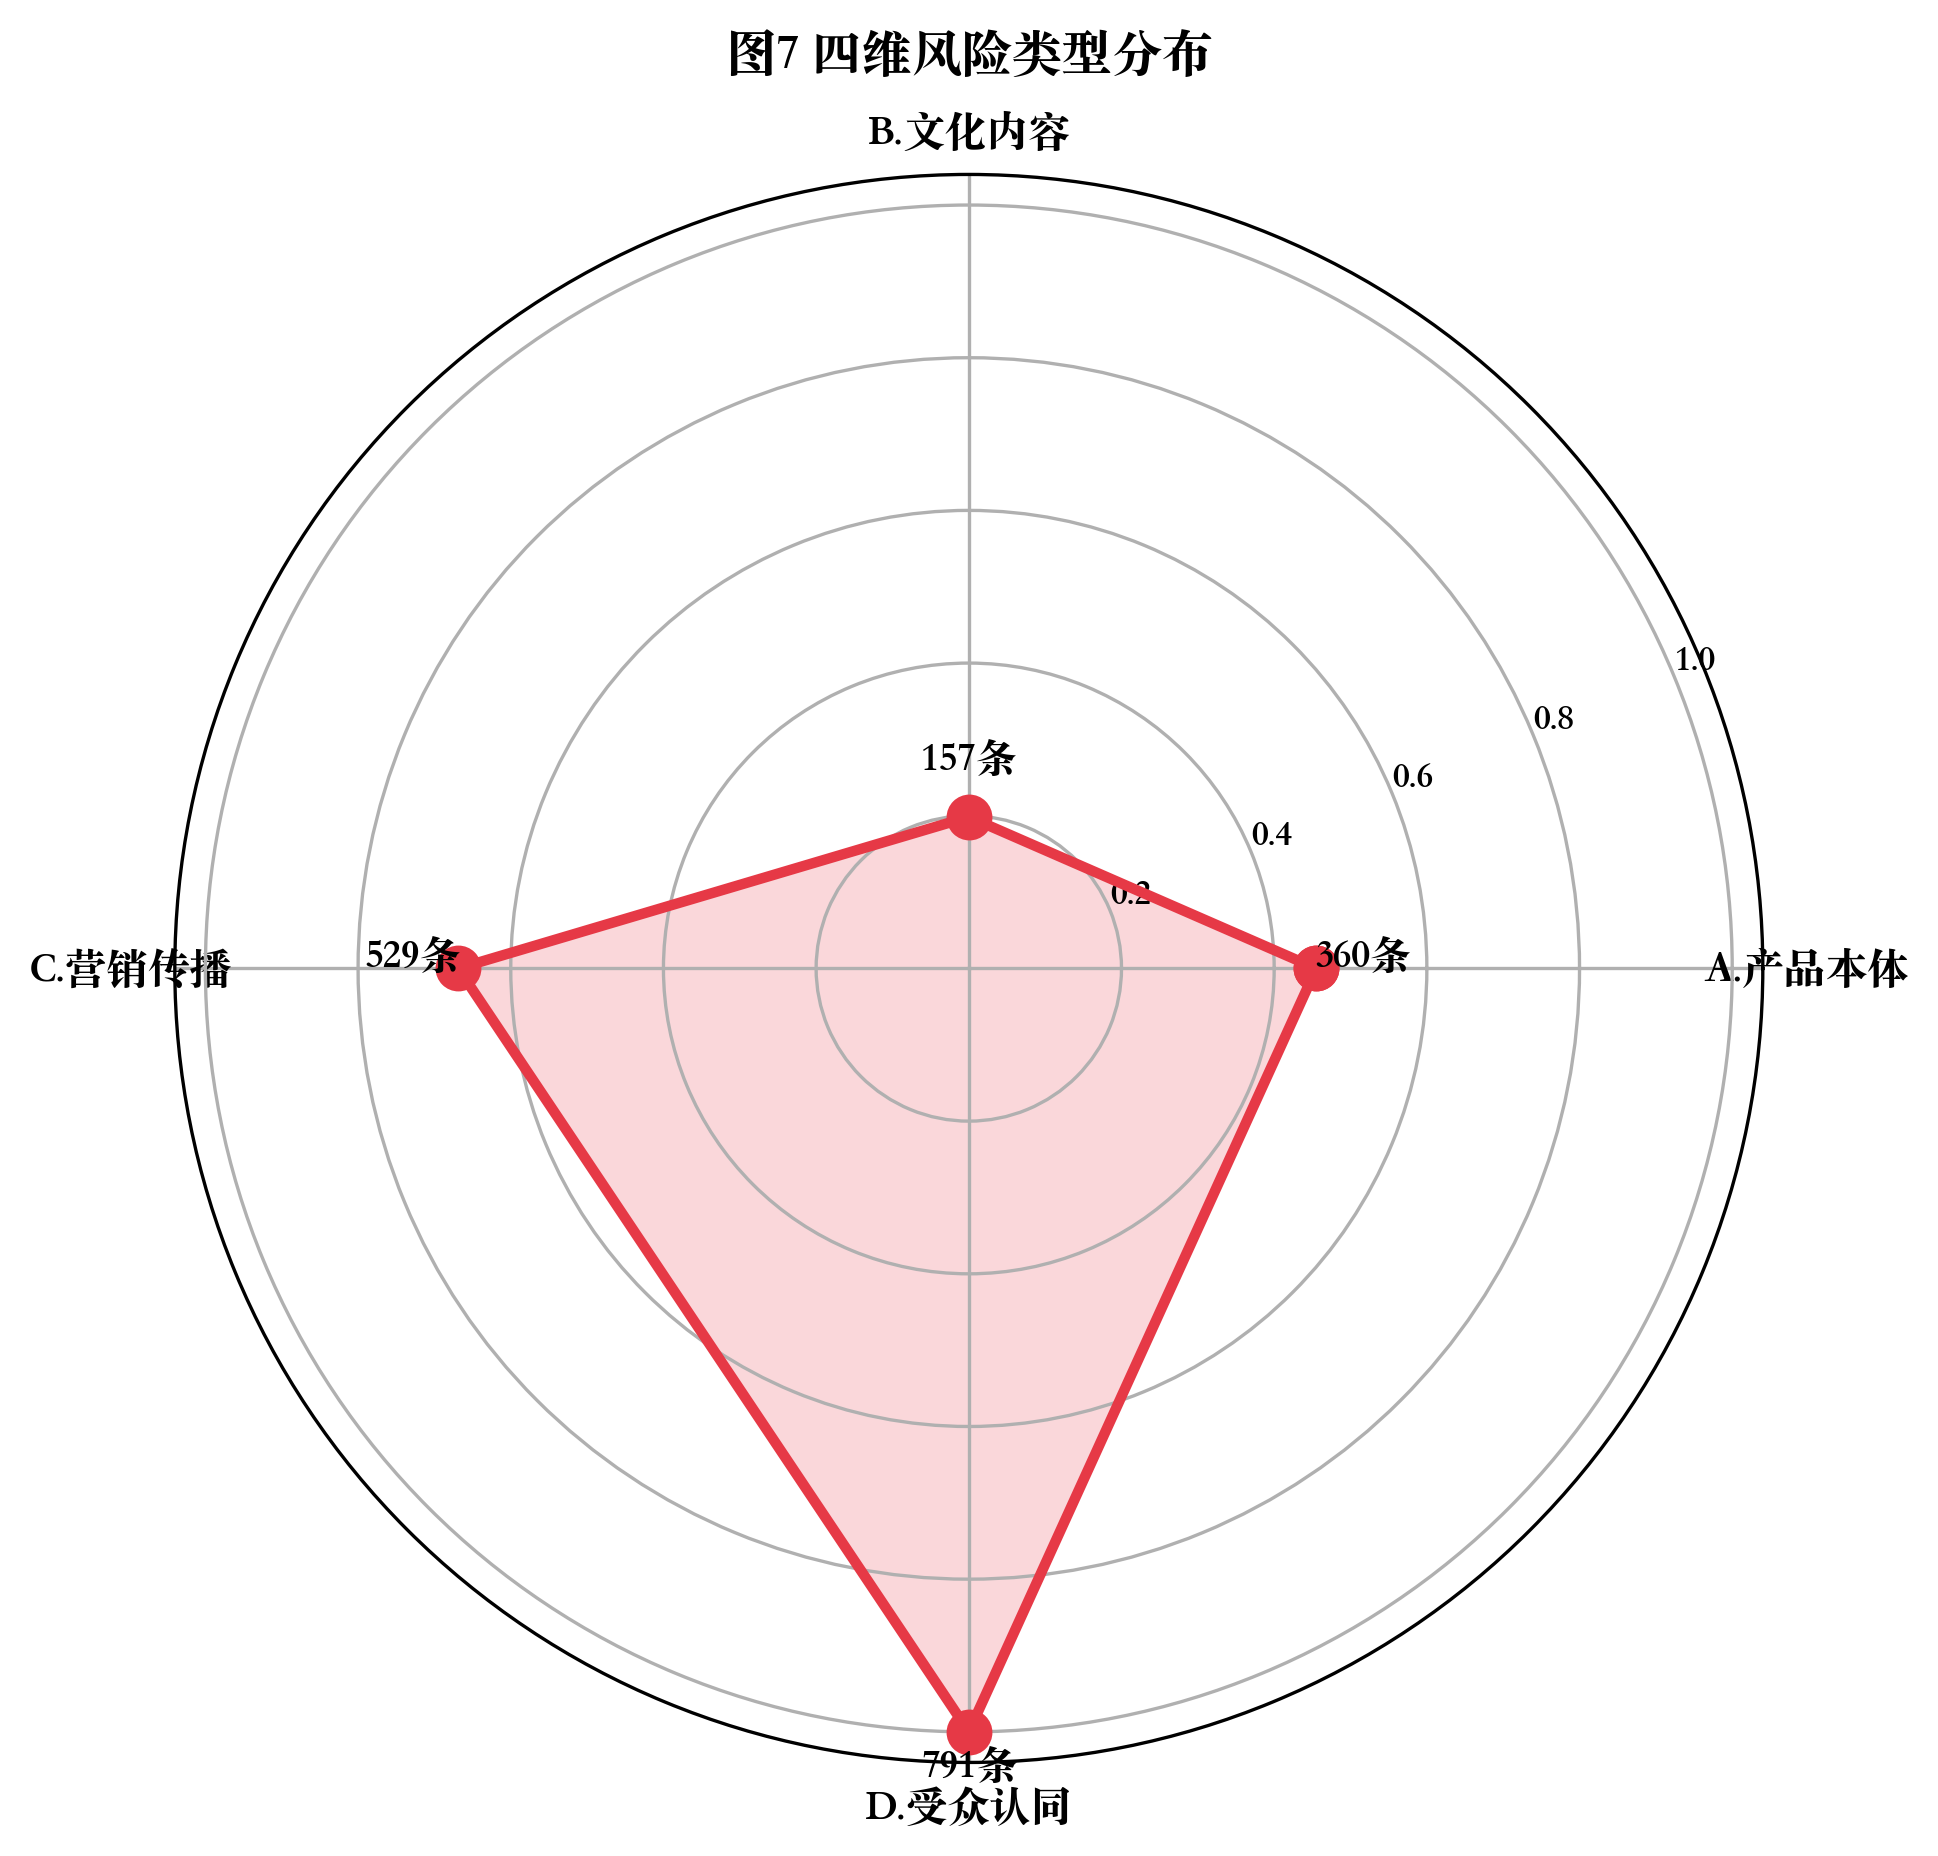 图7 四维风险类型分布
B.文化内容
1.0
0.8
0.6
0.4
0.2
157条
529条
360条
C.营销传播
A.产品本体
791条
D.受众认同